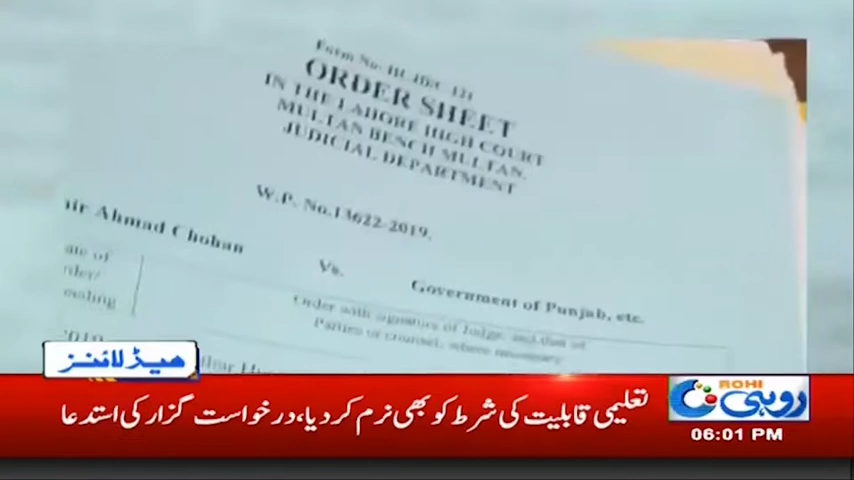 ORDER SHEET
IN THE LAHORE HIGH COURT
MULTAN BENCH MULTAN.
JUDICIAL DEPARTMENT
W.P. No.13622-2019.
Ahmad Chohan
Vs.
Government of Punjab, etc.
Order with signature of Judge, and that of
Parties or counsel, where necessary
ہیڈلائنز
تعلیمی قابلیت کی شرط کو بھی نرم کر دیا، درخواست گزار کی استدعا
ROHI
روہی
06:01 PM